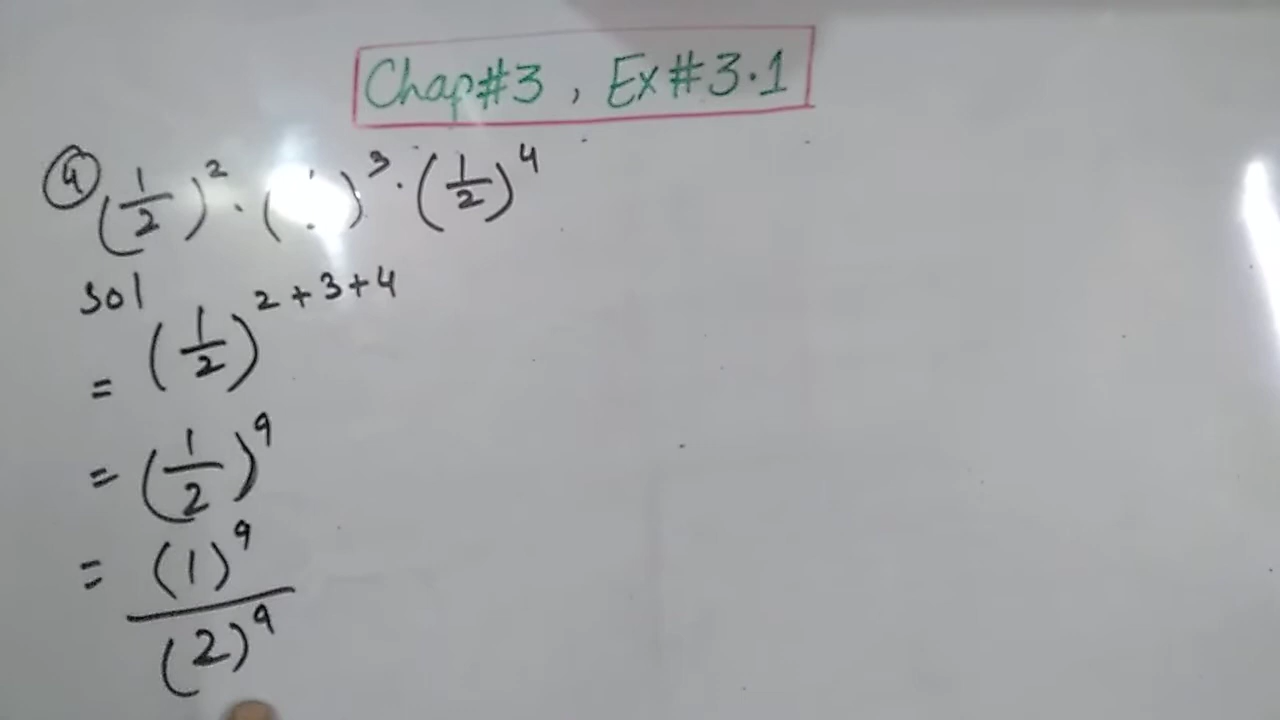 Chap#3, Ex#3.1
④ (1/2)² · ( )³ · (1/2)⁴
Sol
= (1/2)²⁺³⁺⁴
= (1/2)⁹
= (1)⁹/(2)⁹